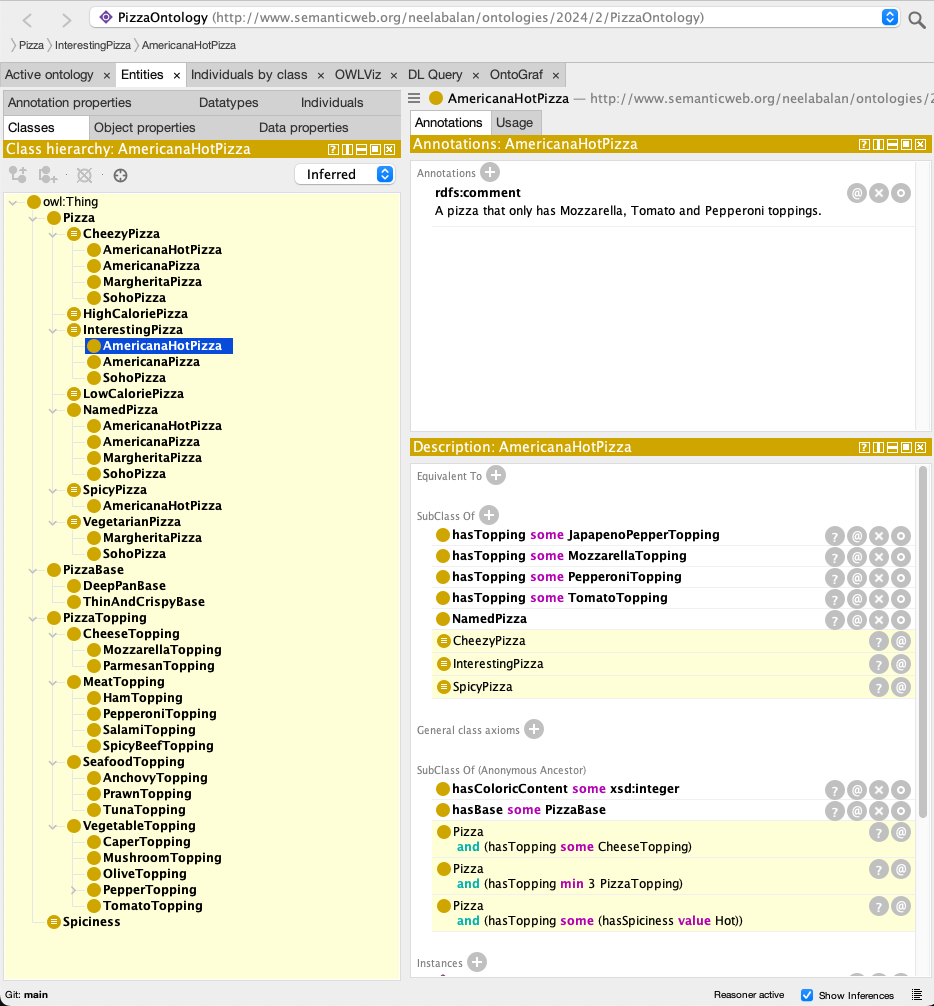 PizzaOntology (http://www.semanticweb.org/neelabalan/ontologies/2024/2/PizzaOntology)
Pizza InterestingPizza AmericanaHotPizza
Active ontology × Entities × Individuals by class × OWLViz × DL Query × OntoGraf ×
Annotation properties Datatypes Individuals
Classes Object properties Data properties
Class hierarchy: AmericanaHotPizza
Inferred
owl:Thing
Pizza
CheezyPizza
AmericanaHotPizza
AmericanaPizza
MargheritaPizza
SohoPizza
HighCaloriePizza
InterestingPizza
AmericanaHotPizza
AmericanaPizza
SohoPizza
LowCaloriePizza
NamedPizza
AmericanaHotPizza
AmericanaPizza
MargheritaPizza
SohoPizza
SpicyPizza
AmericanaHotPizza
VegetarianPizza
MargheritaPizza
SohoPizza
PizzaBase
DeepPanBase
ThinAndCrispyBase
PizzaTopping
CheeseTopping
MozzarellaTopping
ParmesanTopping
MeatTopping
HamTopping
PepperoniTopping
SalamiTopping
SpicyBeefTopping
SeafoodTopping
AnchovyTopping
PrawnTopping
TunaTopping
VegetableTopping
CaperTopping
MushroomTopping
OliveTopping
PepperTopping
TomatoTopping
Spiciness
AmericanaHotPizza — http://www.semanticweb.org/neelabalan/ontologies/2
Annotations Usage
Annotations: AmericanaHotPizza
Annotations
rdfs:comment
A pizza that only has Mozzarella, Tomato and Pepperoni toppings.
Description: AmericanaHotPizza
Equivalent To
SubClass Of
hasTopping some JapapenoPepperTopping
hasTopping some MozzarellaTopping
hasTopping some PepperoniTopping
hasTopping some TomatoTopping
NamedPizza
CheezyPizza
InterestingPizza
SpicyPizza
General class axioms
SubClass Of (Anonymous Ancestor)
hasColoricContent some xsd:integer
hasBase some PizzaBase
Pizza
and (hasTopping some CheeseTopping)
Pizza
and (hasTopping min 3 PizzaTopping)
Pizza
and (hasTopping some (hasSpiciness value Hot))
Instances
Git: main
Reasoner active Show Inferences